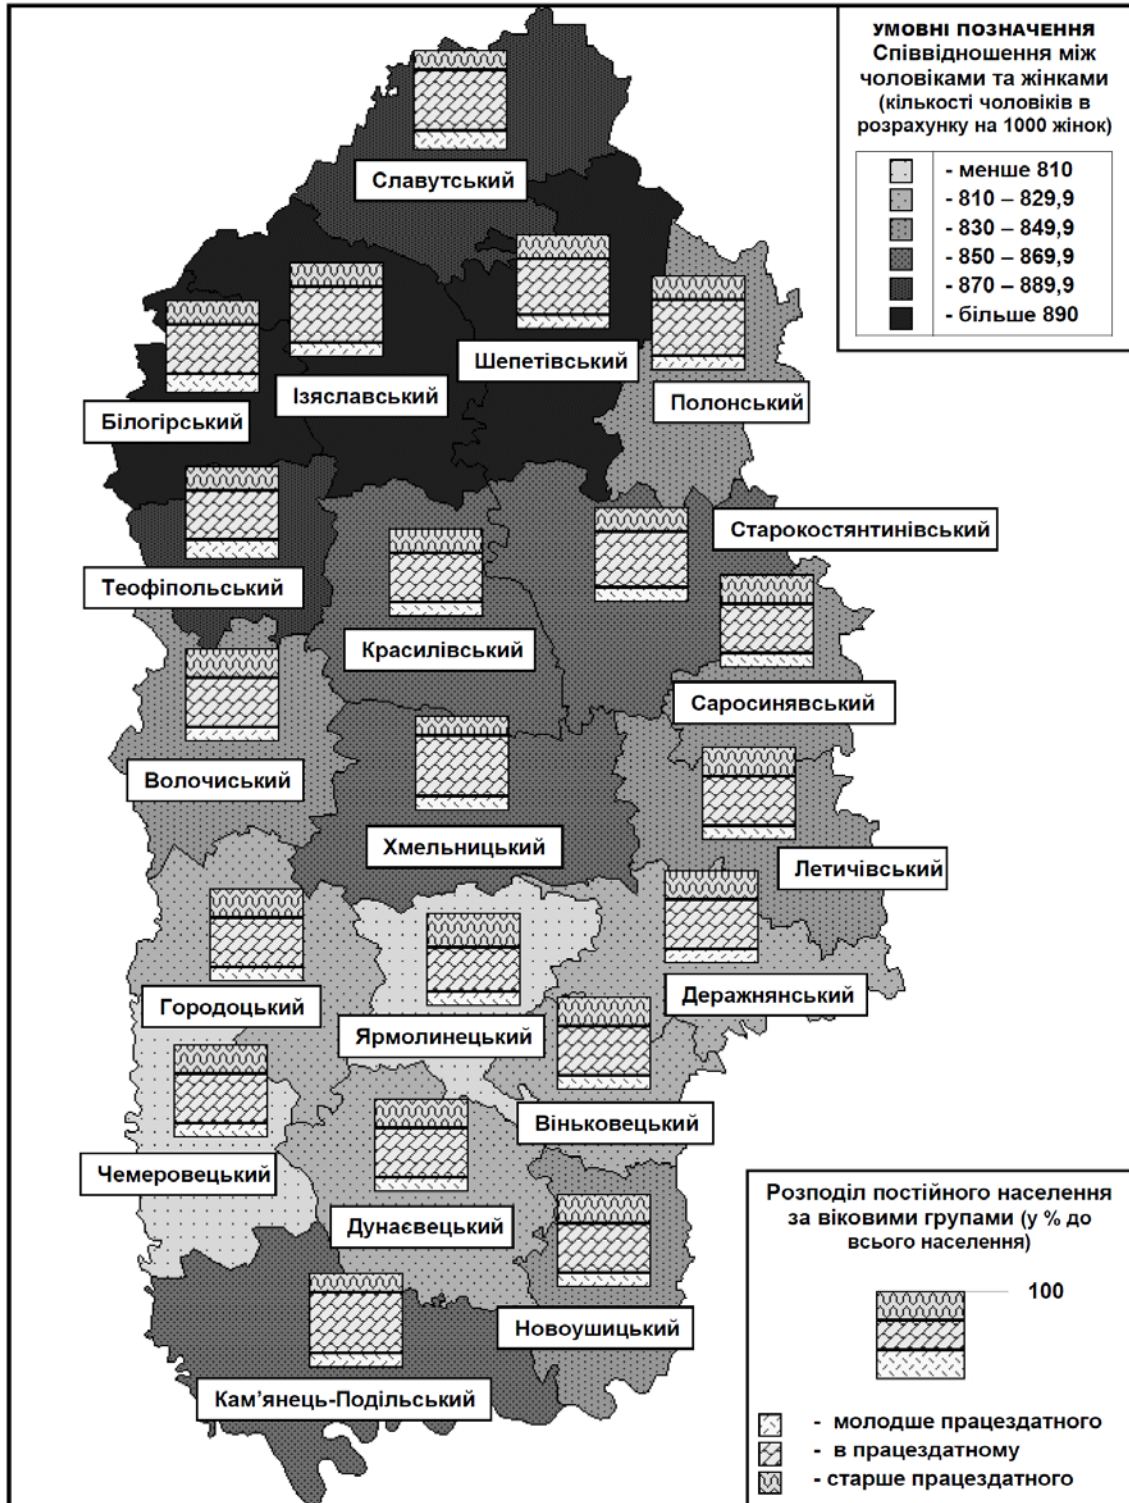 УМОВНІ ПОЗНАЧЕННЯ
Співвідношення між
чоловіками та жінками
(кількості чоловіків в
розрахунку на 1000 жінок)
- менше 810
- 810 – 829,9
- 830 – 849,9
- 850 – 869,9
- 870 – 889,9
- більше 890
Славутський
Шепетівський
Ізяславський
Полонський
Білогірський
Старокостянтинівський
Теофіпольський
Красилівський
Саросинявський
Волочиський
Хмельницький
Летичівський
Деражнянський
Городоцький
Ярмолинецький
Віньковецький
Чемеровецький
Дунаєвецький
Новоушицький
Кам'янець-Подільський
Розподіл постійного населення
за віковими групами (у % до
всього населення)
100
- молодше працездатного
- в працездатному
- старше працездатного